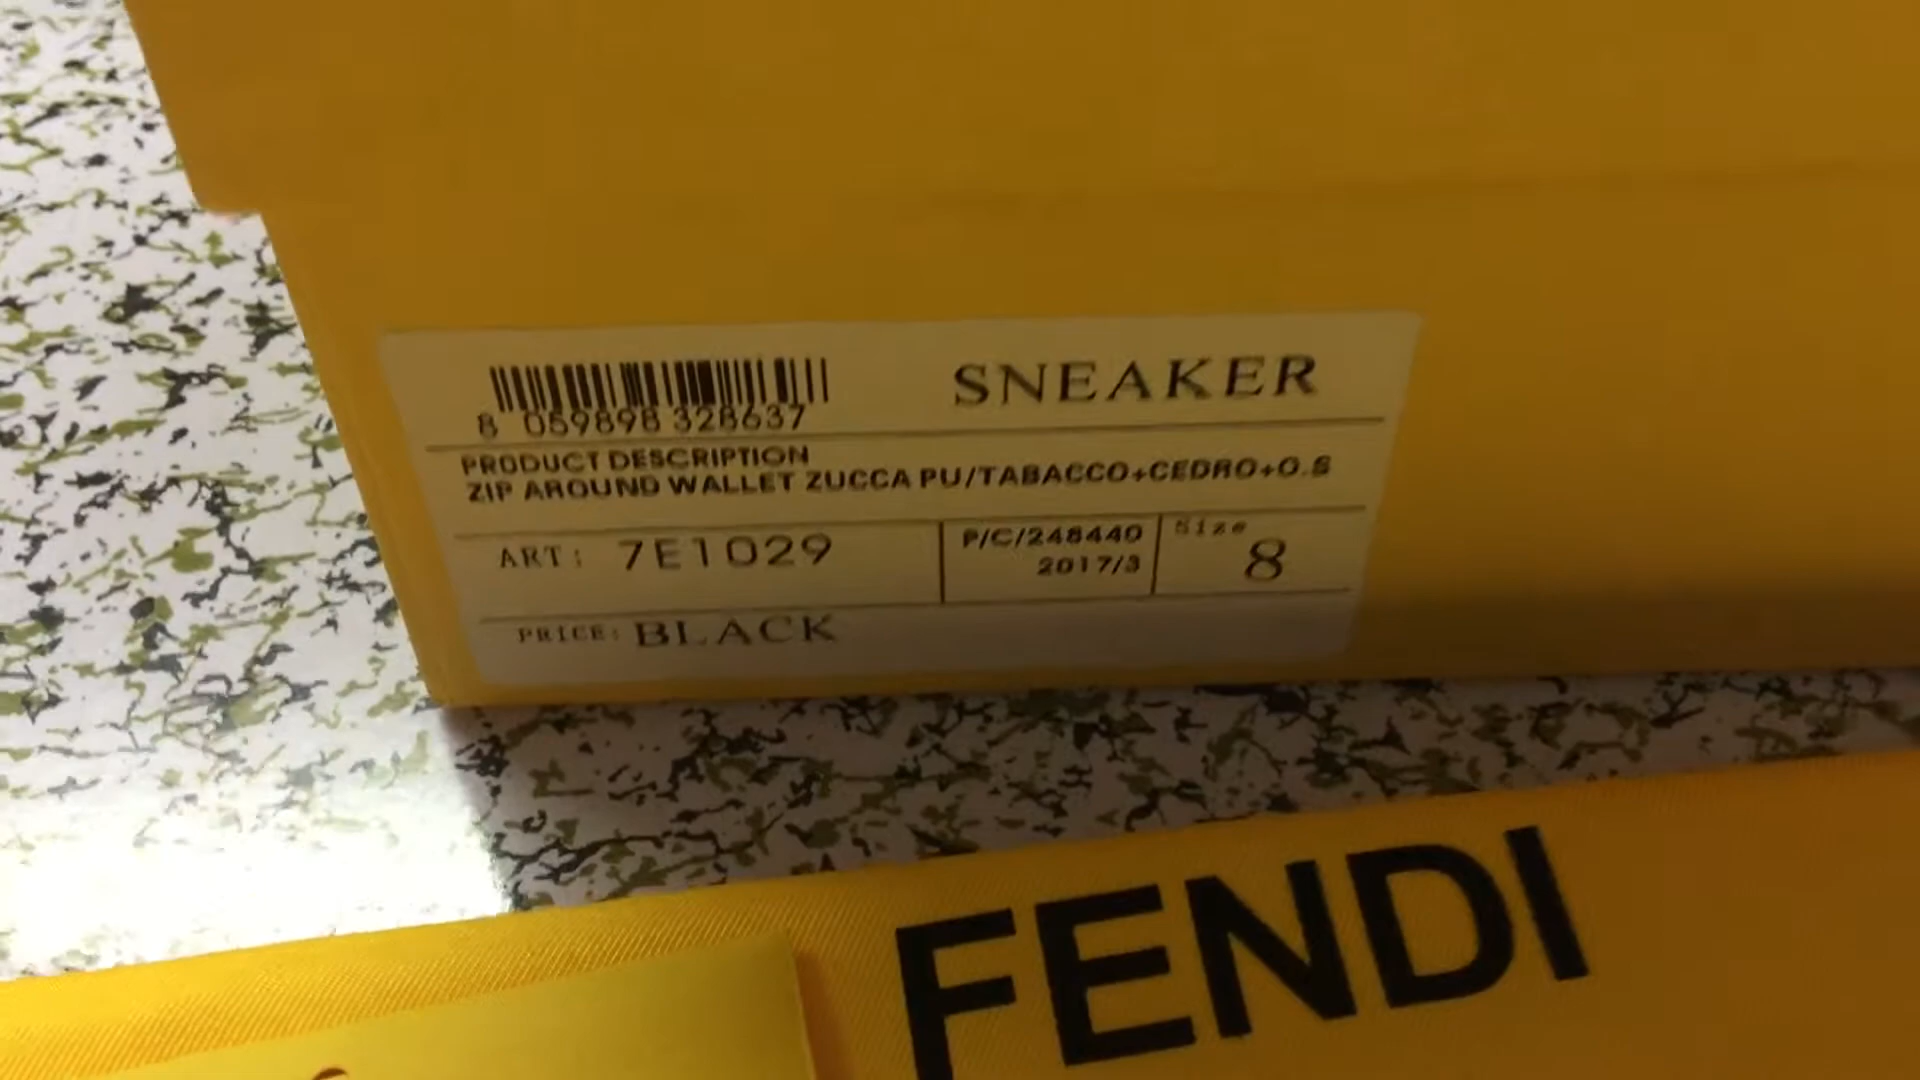 SNEAKER
8 059898 328637
PRODUCT DESCRIPTION
ZIP AROUND WALLET ZUCCA PU/TABACCO+CEDRO+O.S
ART: 7E1029
P/C/248440
2017/3
Size
8
PRICE: BLACK
FENDI